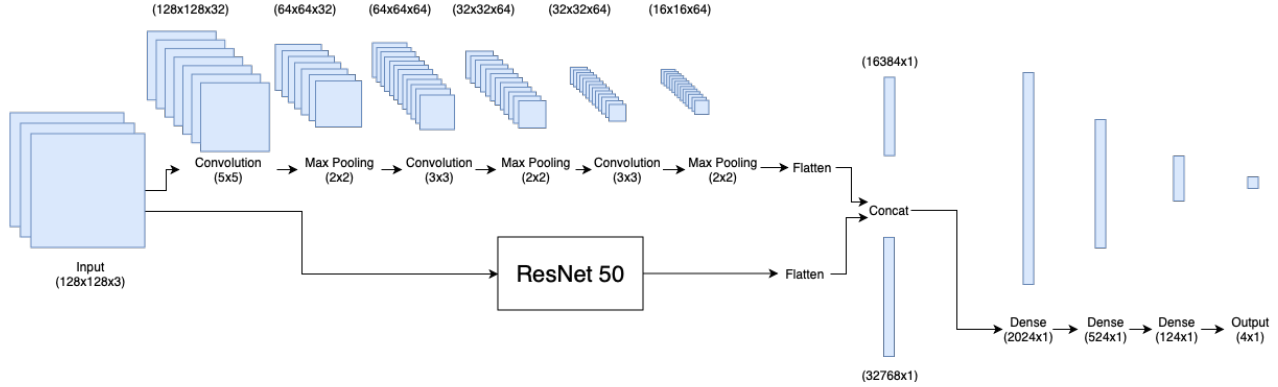 (128x128x32)
(64x64x32)
(64x64x64)
(32x32x64)
(32x32x64)
(16x16x64)
(16384x1)
Convolution
(5x5)
Max Pooling
(2x2)
Convolution
(3x3)
Max Pooling
(2x2)
Convolution
(3x3)
Max Pooling
(2x2)
Flatten
Concat
Input
(128x128x3)
ResNet 50
Flatten
Dense
(2024x1)
Dense
(524x1)
Dense
(124x1)
Output
(4x1)
(32768x1)